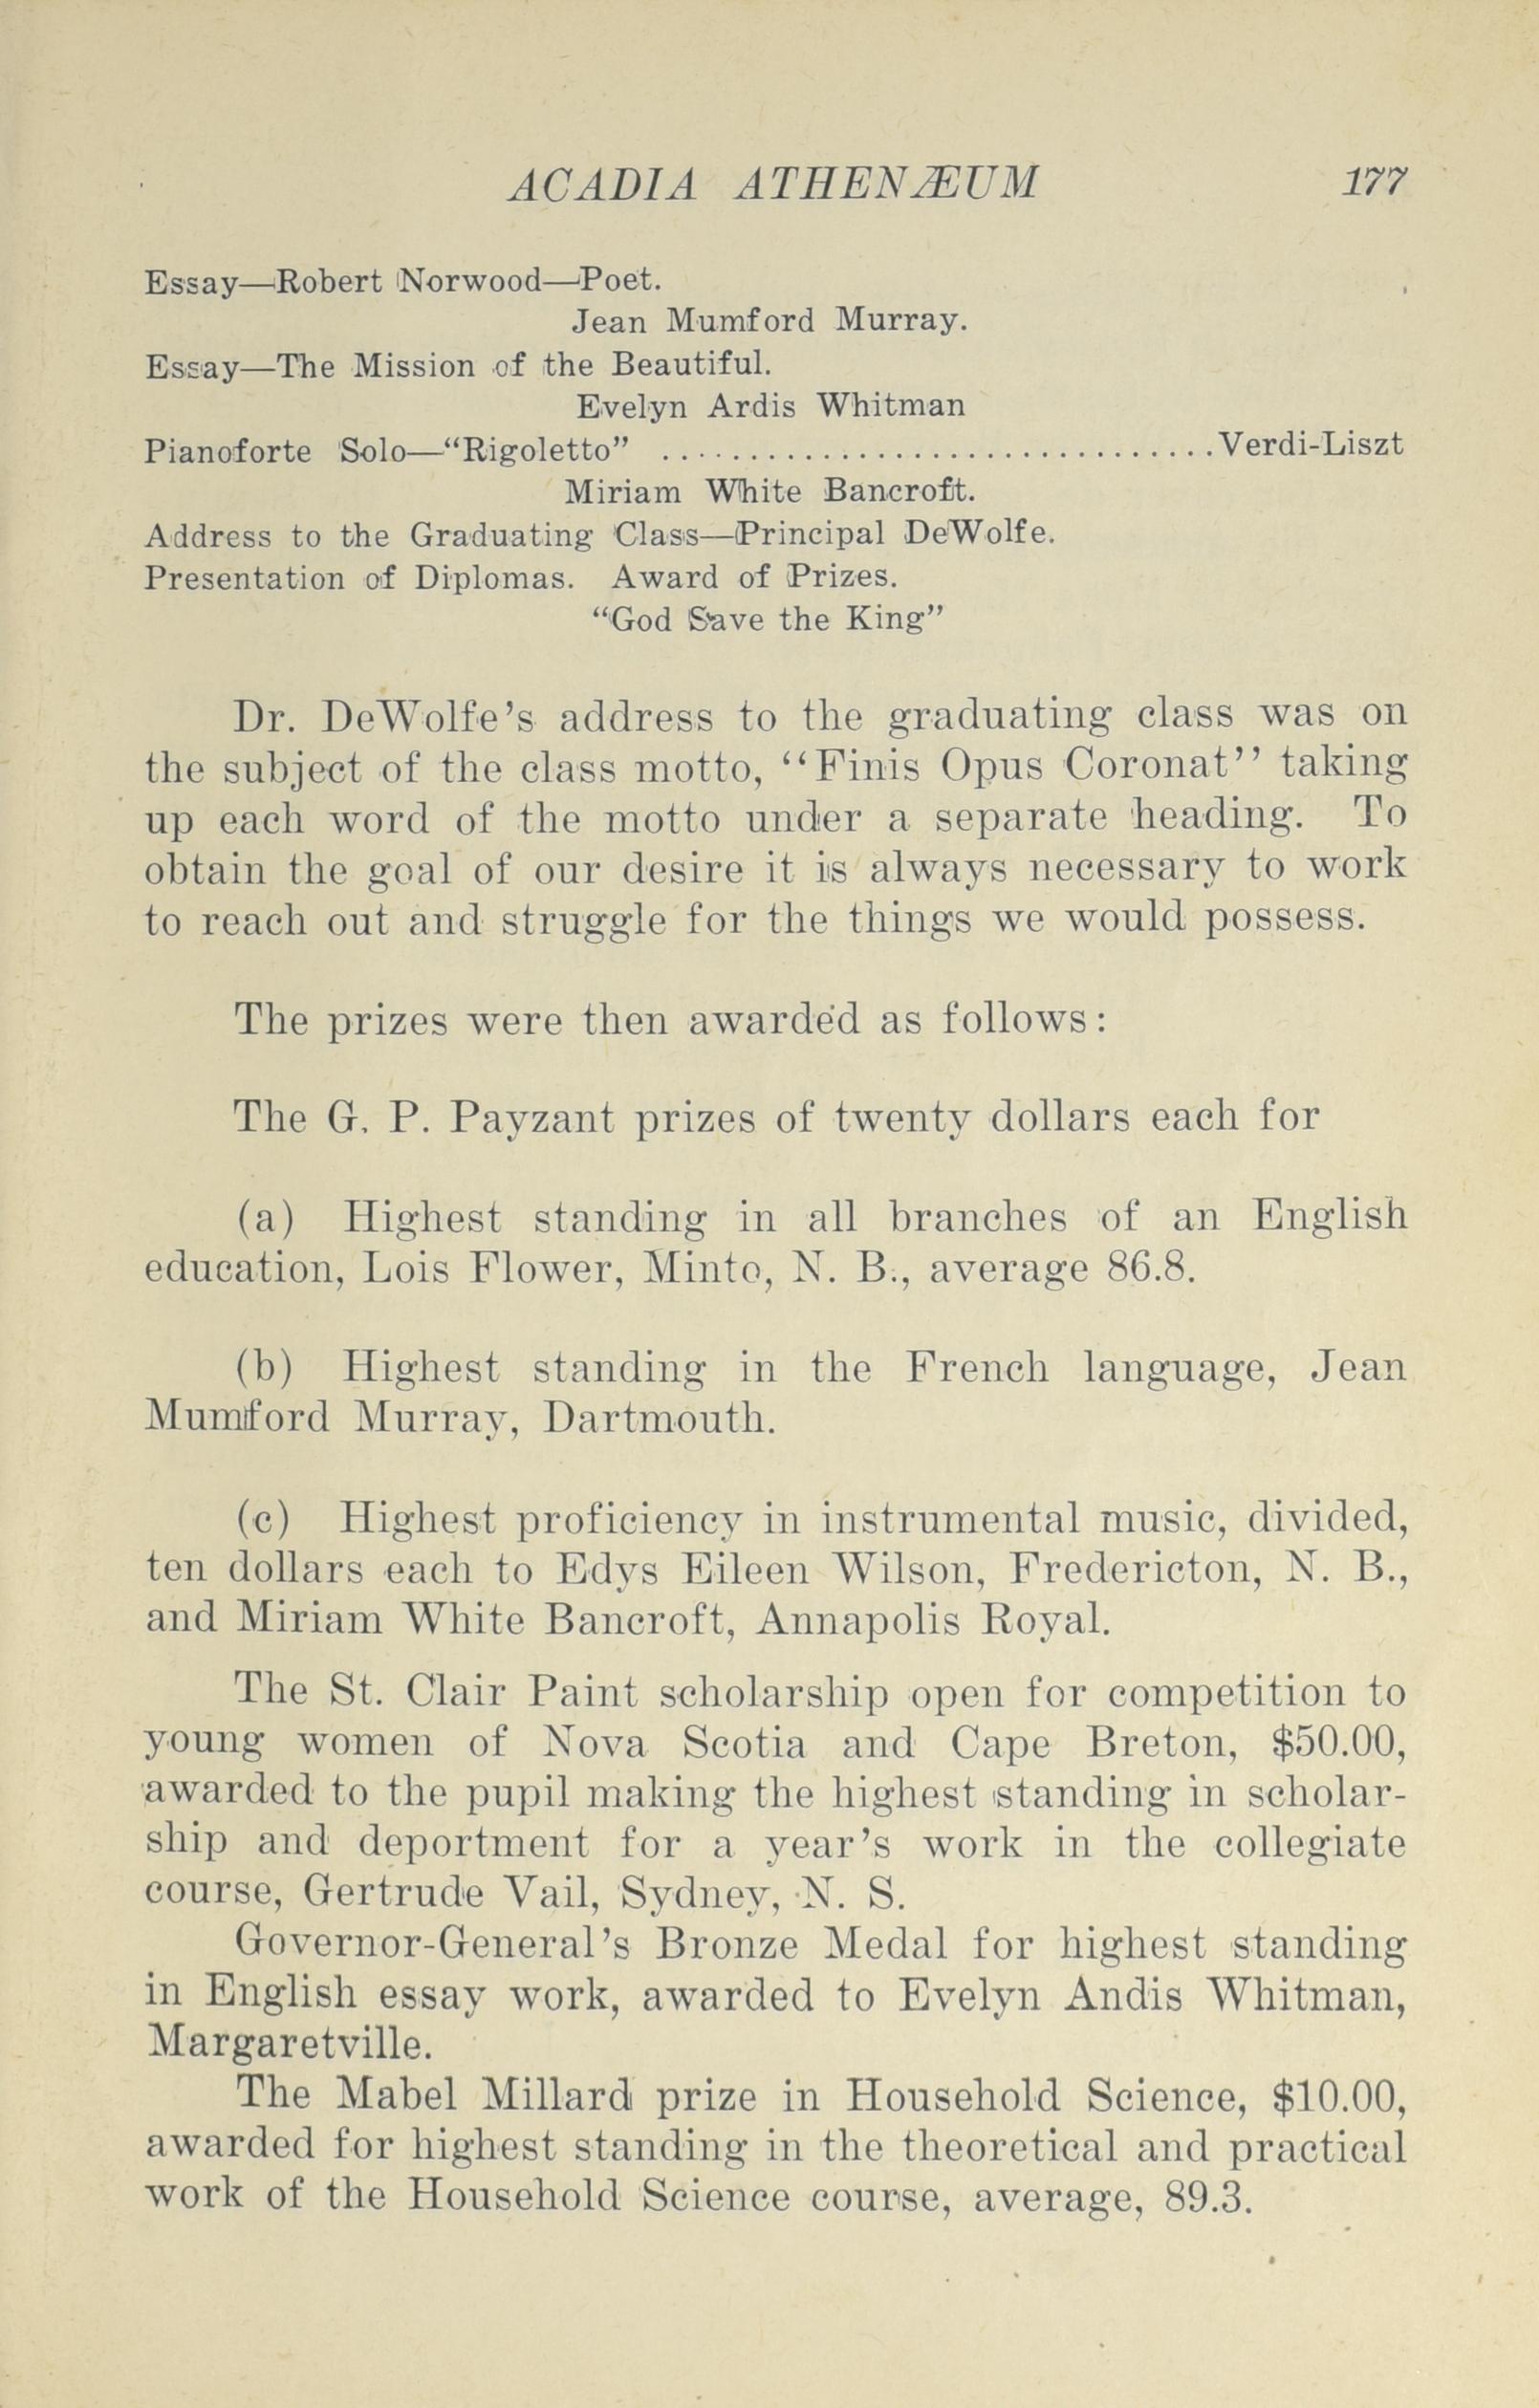 ACADIA ATHENÆUM 177
Essay—Robert Norwood—Poet.
Jean Mumford Murray.
Essay—The Mission of the Beautiful.
Evelyn Ardis Whitman
Pianoforte Solo—“Rigoletto” ..................................Verdi-Liszt
Miriam White Bancroft.
Address to the Graduating Class—Principal DeWolfe.
Presentation of Diplomas. Award of Prizes.
“God Save the King”
Dr. DeWolfe’s address to the graduating class was on
the subject of the class motto, “Finis Opus Coronat” taking
up each word of the motto under a separate heading. To
obtain the goal of our desire it is always necessary to work
to reach out and struggle for the things we would possess.
The prizes were then awarded as follows:
The G. P. Payzant prizes of twenty dollars each for
(a) Highest standing in all branches of an English
education, Lois Flower, Minto, N. B., average 86.8.
(b) Highest standing in the French language, Jean
Mumford Murray, Dartmouth.
(c) Highest proficiency in instrumental music, divided,
ten dollars each to Edys Eileen Wilson, Fredericton, N. B.,
and Miriam White Bancroft, Annapolis Royal.
The St. Clair Paint scholarship open for competition to
young women of Nova Scotia and Cape Breton, $50.00,
awarded to the pupil making the highest standing in scholar-
ship and deportment for a year’s work in the collegiate
course, Gertrude Vail, Sydney, N. S.
Governor-General’s Bronze Medal for highest standing
in English essay work, awarded to Evelyn Andis Whitman,
Margaretville.
The Mabel Millard prize in Household Science, $10.00,
awarded for highest standing in the theoretical and practical
work of the Household Science course, average, 89.3.